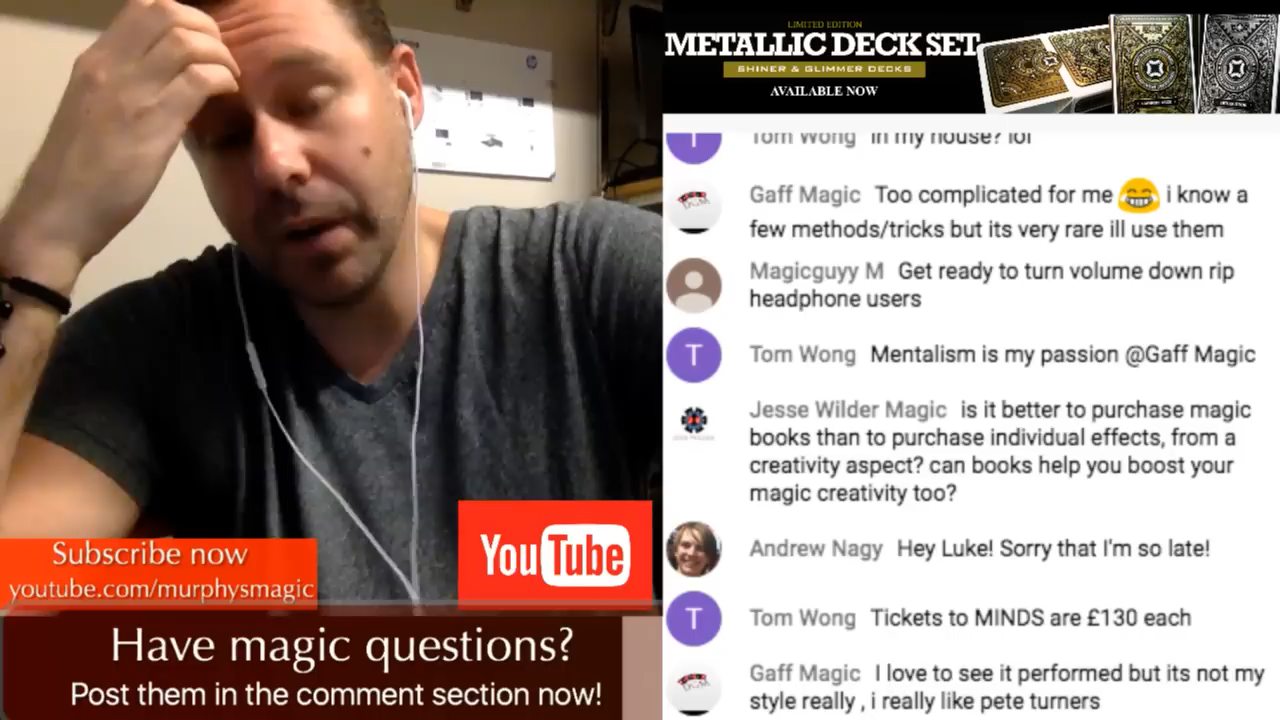 LIMITED EDITION
METALLIC DECK SET
SHINER & GLIMMER DECKS
AVAILABLE NOW
T Tom Wong in my house? lol
Gaff Magic Too complicated for me 😂 i know a
few methods/tricks but its very rare ill use them
Magicguyy M Get ready to turn volume down rip
headphone users
T Tom Wong Mentalism is my passion @Gaff Magic
Jesse Wilder Magic is it better to purchase magic
books than to purchase individual effects, from a
creativity aspect? can books help you boost your
magic creativity too?
Andrew Nagy Hey Luke! Sorry that I'm so late!
T Tom Wong Tickets to MINDS are £130 each
Gaff Magic I love to see it performed but its not my
style really , i really like pete turners
hp
YouTube
Subscribe now
youtube.com/murphysmagic
Have magic questions?
Post them in the comment section now!